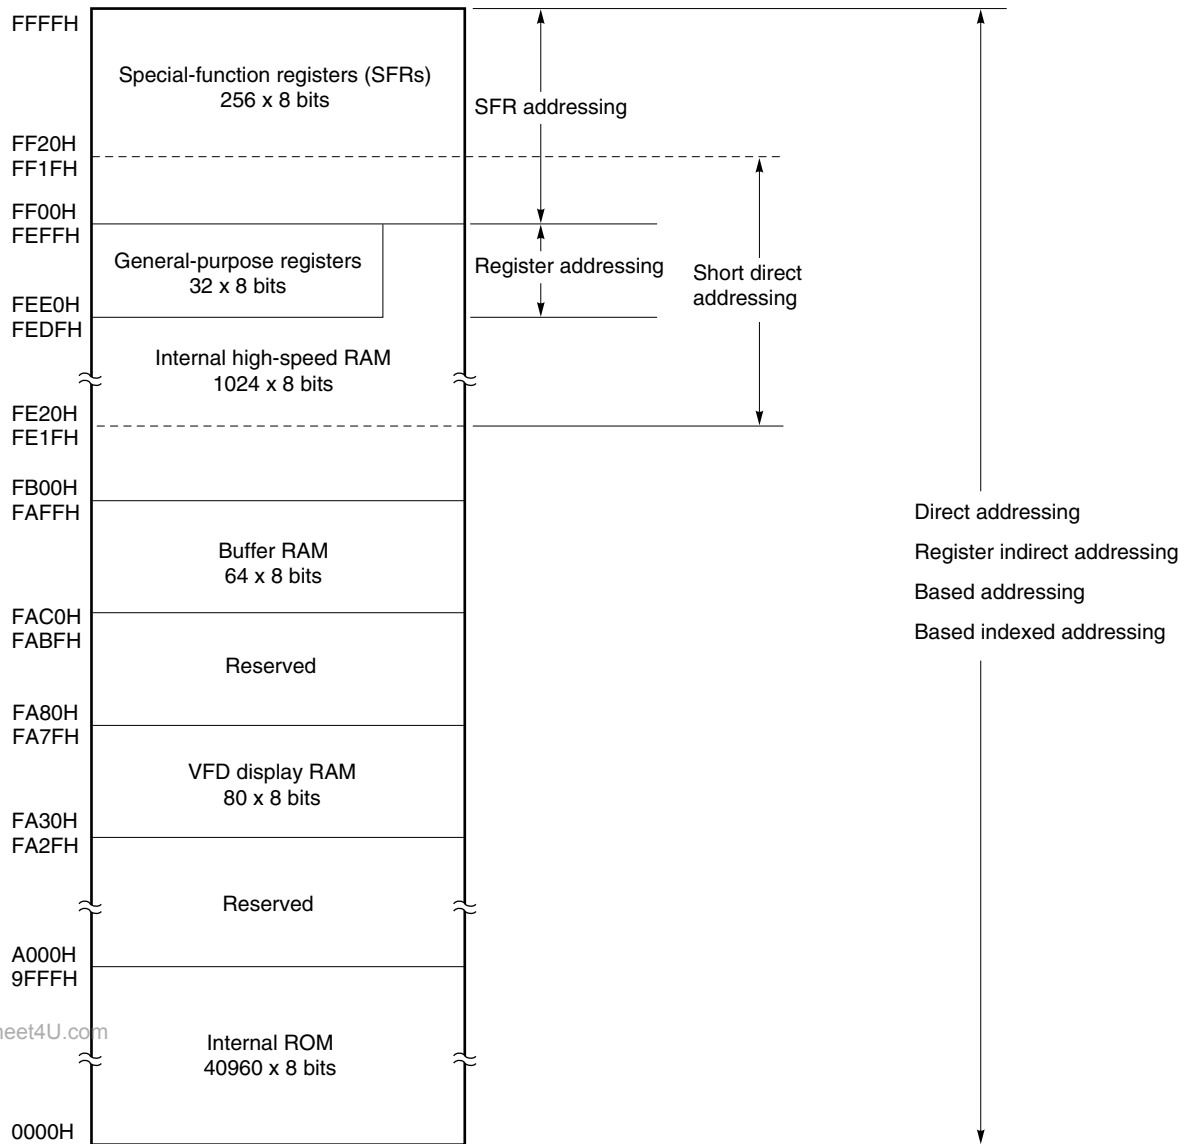 FFFFH
Special-function registers (SFRs)
256 x 8 bits
SFR addressing
FF20H
FF1FH
FF00H
FEFFH
General-purpose registers
32 x 8 bits
Register addressing
Short direct
addressing
FEE0H
FEDFH
Internal high-speed RAM
1024 x 8 bits
FE20H
FE1FH
FB00H
FAFFH
Buffer RAM
64 x 8 bits
Direct addressing
Register indirect addressing
Based addressing
Based indexed addressing
FAC0H
FABFH
Reserved
FA80H
FA7FH
VFD display RAM
80 x 8 bits
FA30H
FA2FH
Reserved
A000H
9FFFH
heet4U.com
Internal ROM
40960 x 8 bits
0000H